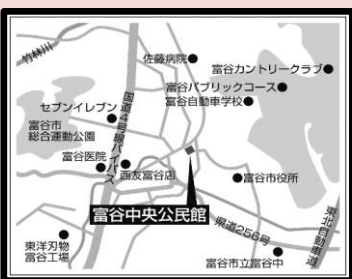 竹林川
佐藤病院
富谷カントリークラブ
富谷パブリックコース
富谷自動車学校
国道4号線バイパス
セブンイレブン
富谷市
総合運動公園
富谷医院
西友富谷店
富谷市役所
富谷中央公民館
県道256号
東北自動車道
東洋刃物
富谷工場
富谷市立富谷中